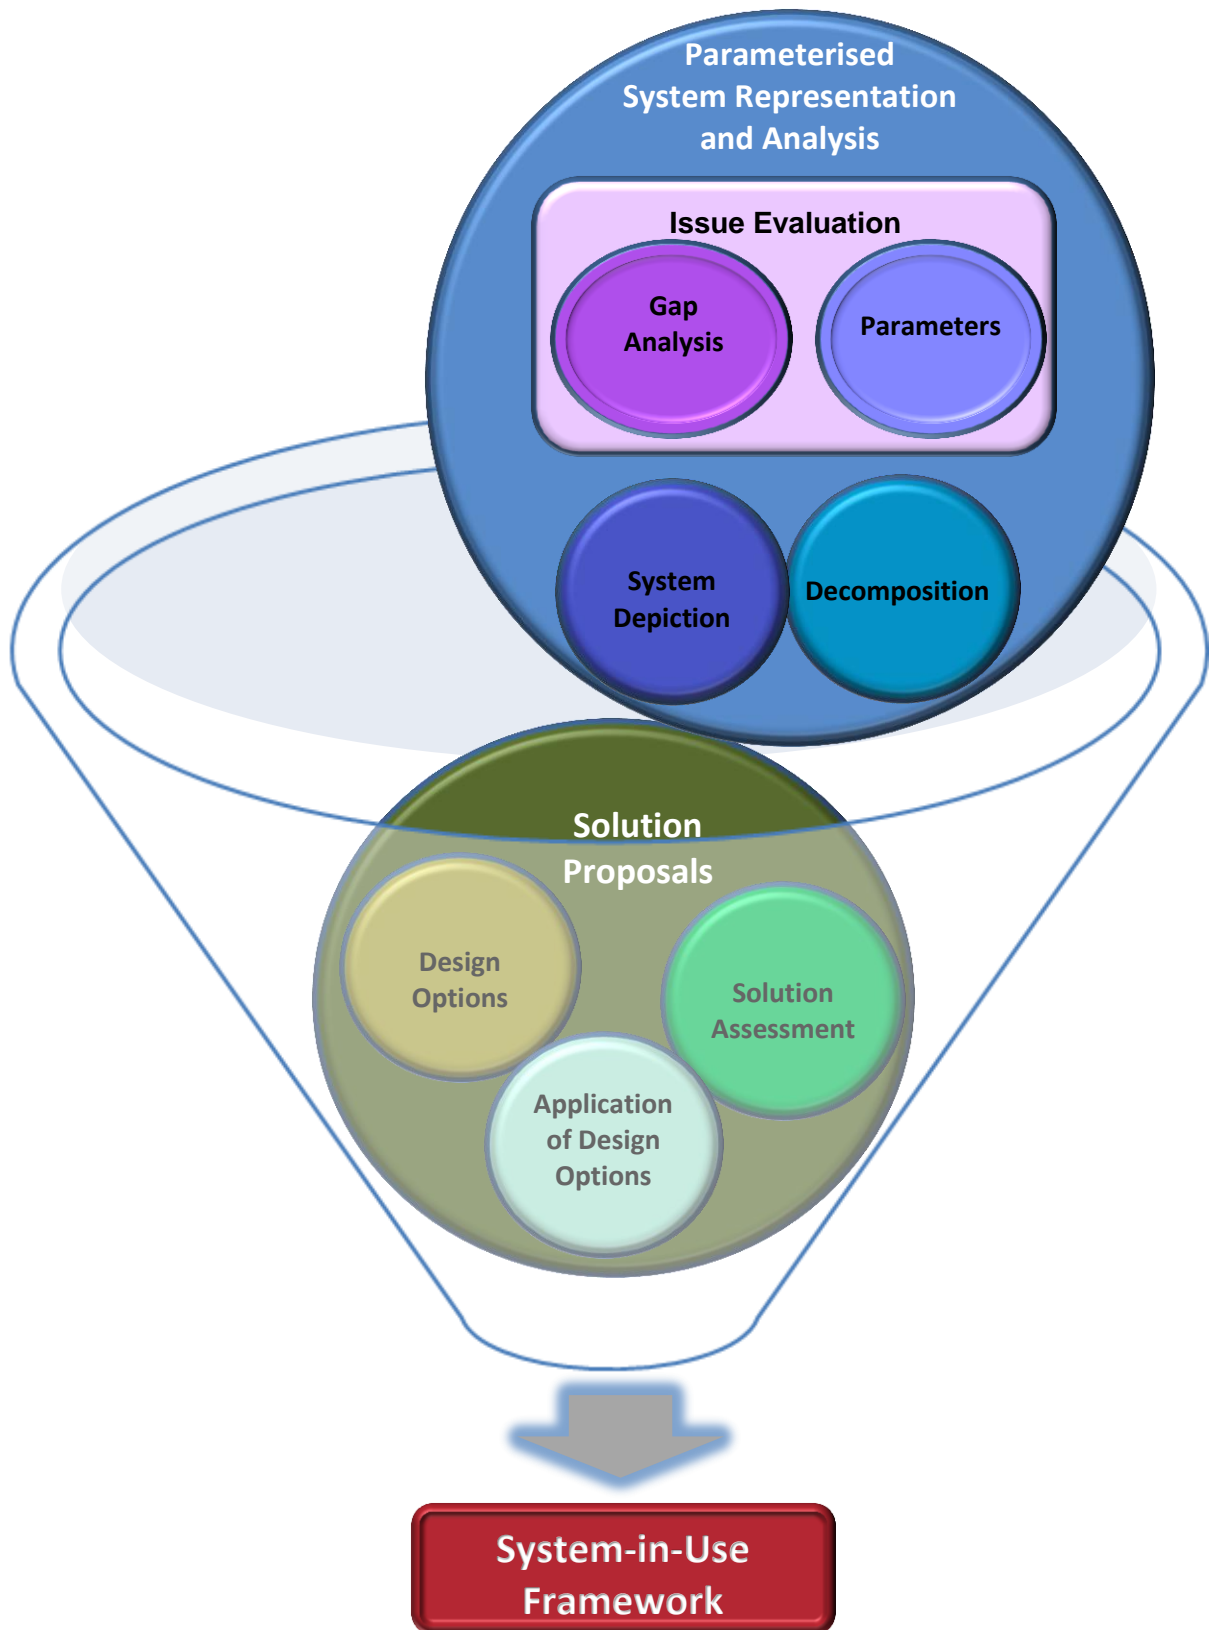 Parameterised
System Representation
and Analysis
Issue Evaluation
Gap
Analysis
Parameters
System
Depiction
Decomposition
Solution
Proposals
Design
Options
Solution
Assessment
Application
of Design
Options
System-in-Use
Framework